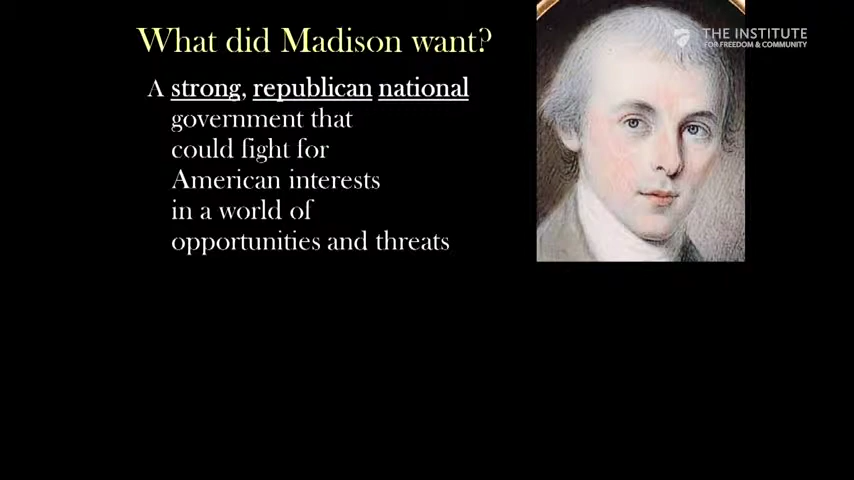 What did Madison want?
A strong, republican national
government that
could fight for
American interests
in a world of
opportunities and threats
THE INSTITUTE
FOR FREEDOM & COMMUNITY